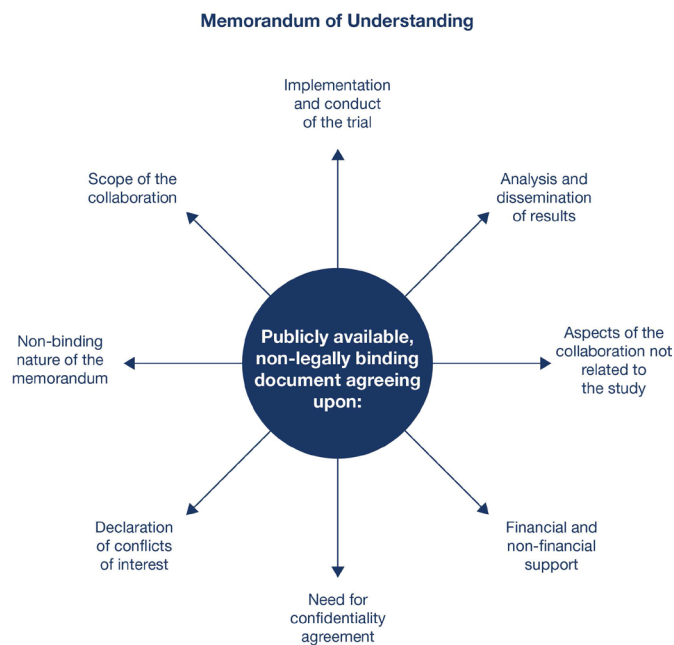 Memorandum of Understanding
Implementation
and conduct
of the trial
Scope of the
collaboration
Analysis and
dissemination
of results
Non-binding
nature of the
memorandum
Publicly available,
non-legally binding
document agreeing
upon:
Aspects of the
collaboration not
related to
the study
Declaration
of conflicts
of interest
Need for
confidentiality
agreement
Financial and
non-financial
support